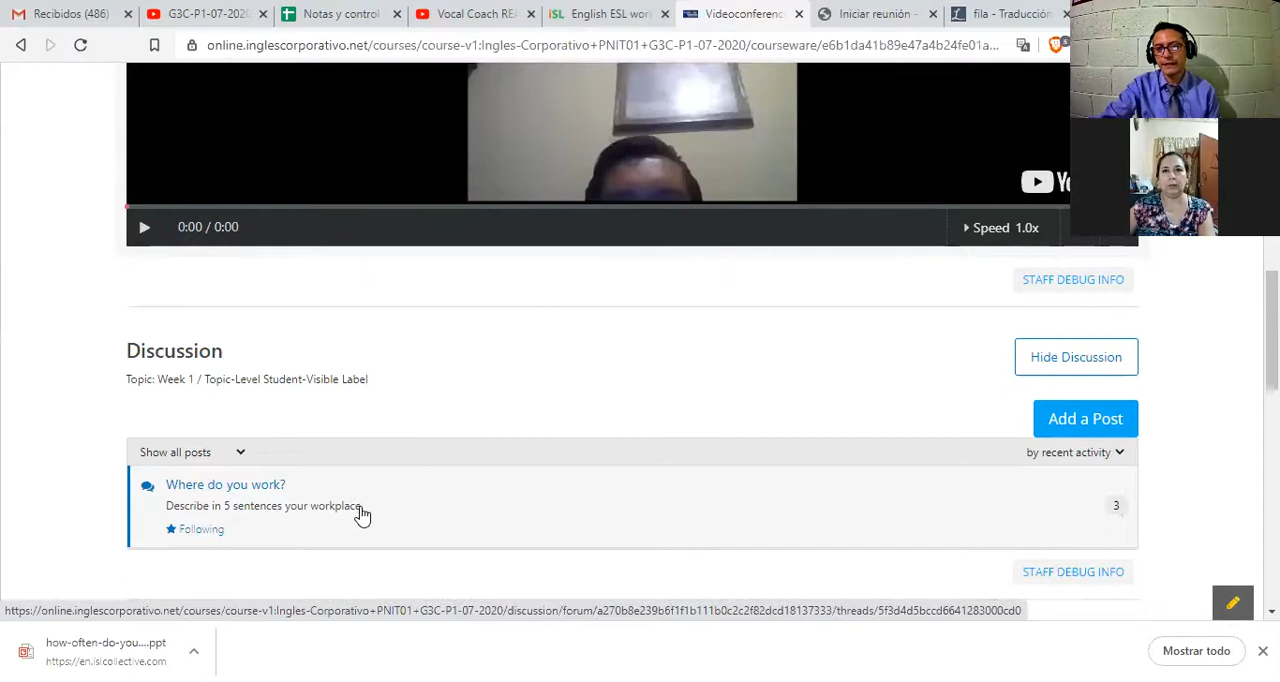 Recibidos (486)
G3C-P1-07-202
Notas y control
Vocal Coach RE
ISL English ESL wor
Videoconferenc
Iniciar reunión -
fila - Traducción
online.inglescorporativo.net/courses/course-v1:Ingles-Corporativo+PNIT01+G3C-P1-07-2020/courseware/e6b1da41b89e47a4b24fe01a...
0:00 / 0:00
Speed 1.0x
STAFF DEBUG INFO
Discussion
Hide Discussion
Topic: Week 1 / Topic-Level Student-Visible Label
Add a Post
Show all posts
by recent activity
Where do you work?
Describe in 5 sentences your workplace
3
Following
STAFF DEBUG INFO
https://online.inglescorporativo.net/courses/course-v1:Ingles-Corporativo+PNIT01+G3C-P1-07-2020/discussion/forum/a270b8e239b6f1f1b111b0c2c2f82dcd18137333/threads/5f3d4d5bccd6641283000cd0
how-often-do-you....ppt
https://en.islcollective.com
Mostrar todo